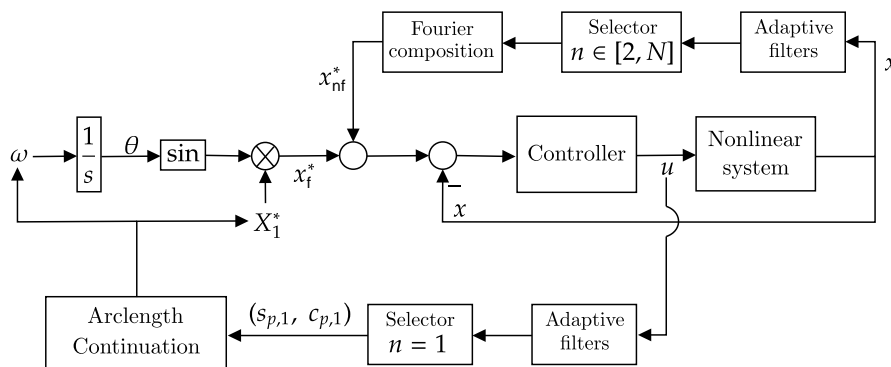 Fourier
composition
Selector
n ∈ [2, N]
Adaptive
filters
x
x*nf
ω
1
s
θ
sin
x*f
X*1
Controller
u
Nonlinear
system
−
x
Arclength
Continuation
(sp,1, cp,1)
Selector
n = 1
Adaptive
filters